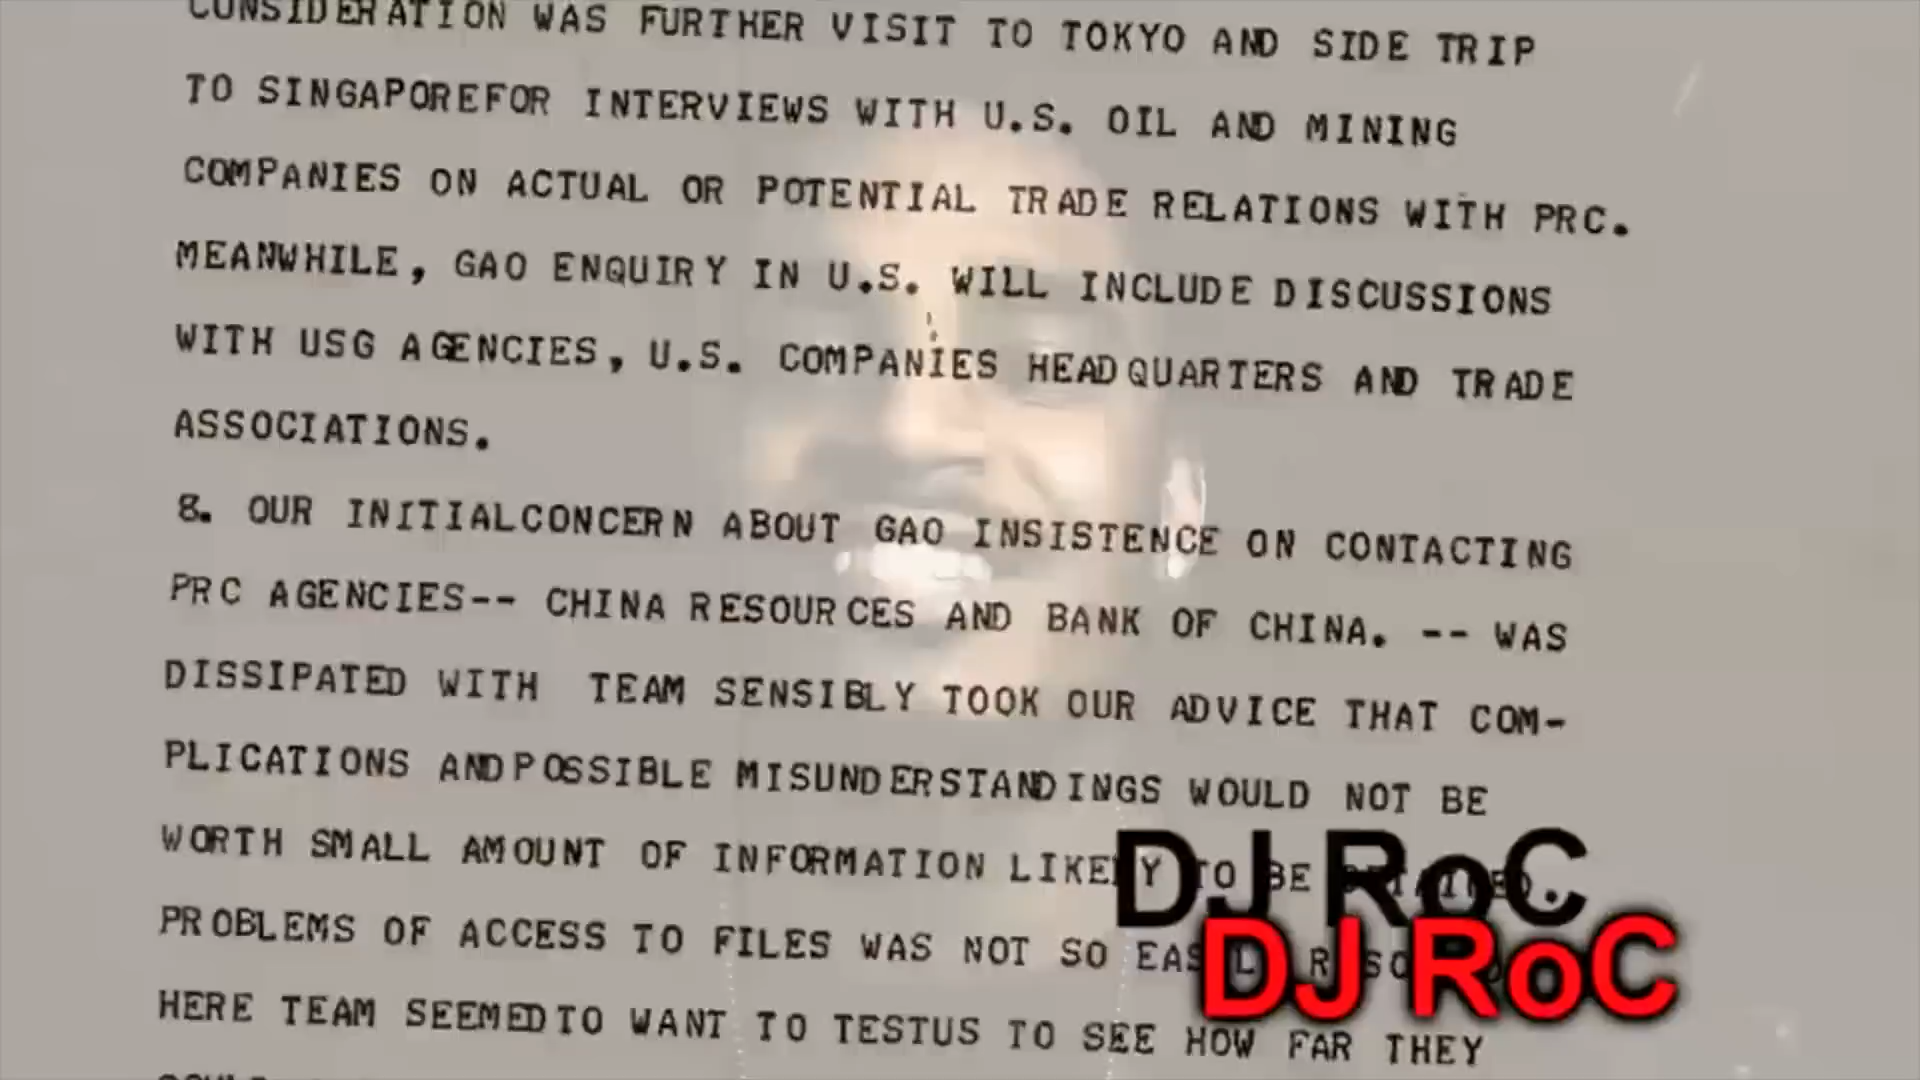 CONSIDERATION WAS FURTHER VISIT TO TOKYO AND SIDE TRIP
TO SINGAPOREFOR INTERVIEWS WITH U.S. OIL AND MINING
COMPANIES ON ACTUAL OR POTENTIAL TRADE RELATIONS WITH PRC.
MEANWHILE, GAO ENQUIRY IN U.S. WILL INCLUDE DISCUSSIONS
WITH USG AGENCIES, U.S. COMPANIES HEADQUARTERS AND TRADE
ASSOCIATIONS.
8. OUR INITIALCONCERN ABOUT GAO INSISTENCE ON CONTACTING
PRC AGENCIES-- CHINA RESOURCES AND BANK OF CHINA. -- WAS
DISSIPATED WITH TEAM SENSIBLY TOOK OUR ADVICE THAT COM-
PLICATIONS ANDPOSSIBLE MISUNDERSTANDINGS WOULD NOT BE
WORTH SMALL AMOUNT OF INFORMATION LIKELY TO BE
PROBLEMS OF ACCESS TO FILES WAS NOT SO
HERE TEAM SEEMEDTO WANT TO TESTUS TO SEE HOW FAR THEY
DJ RoC
DJ RoC